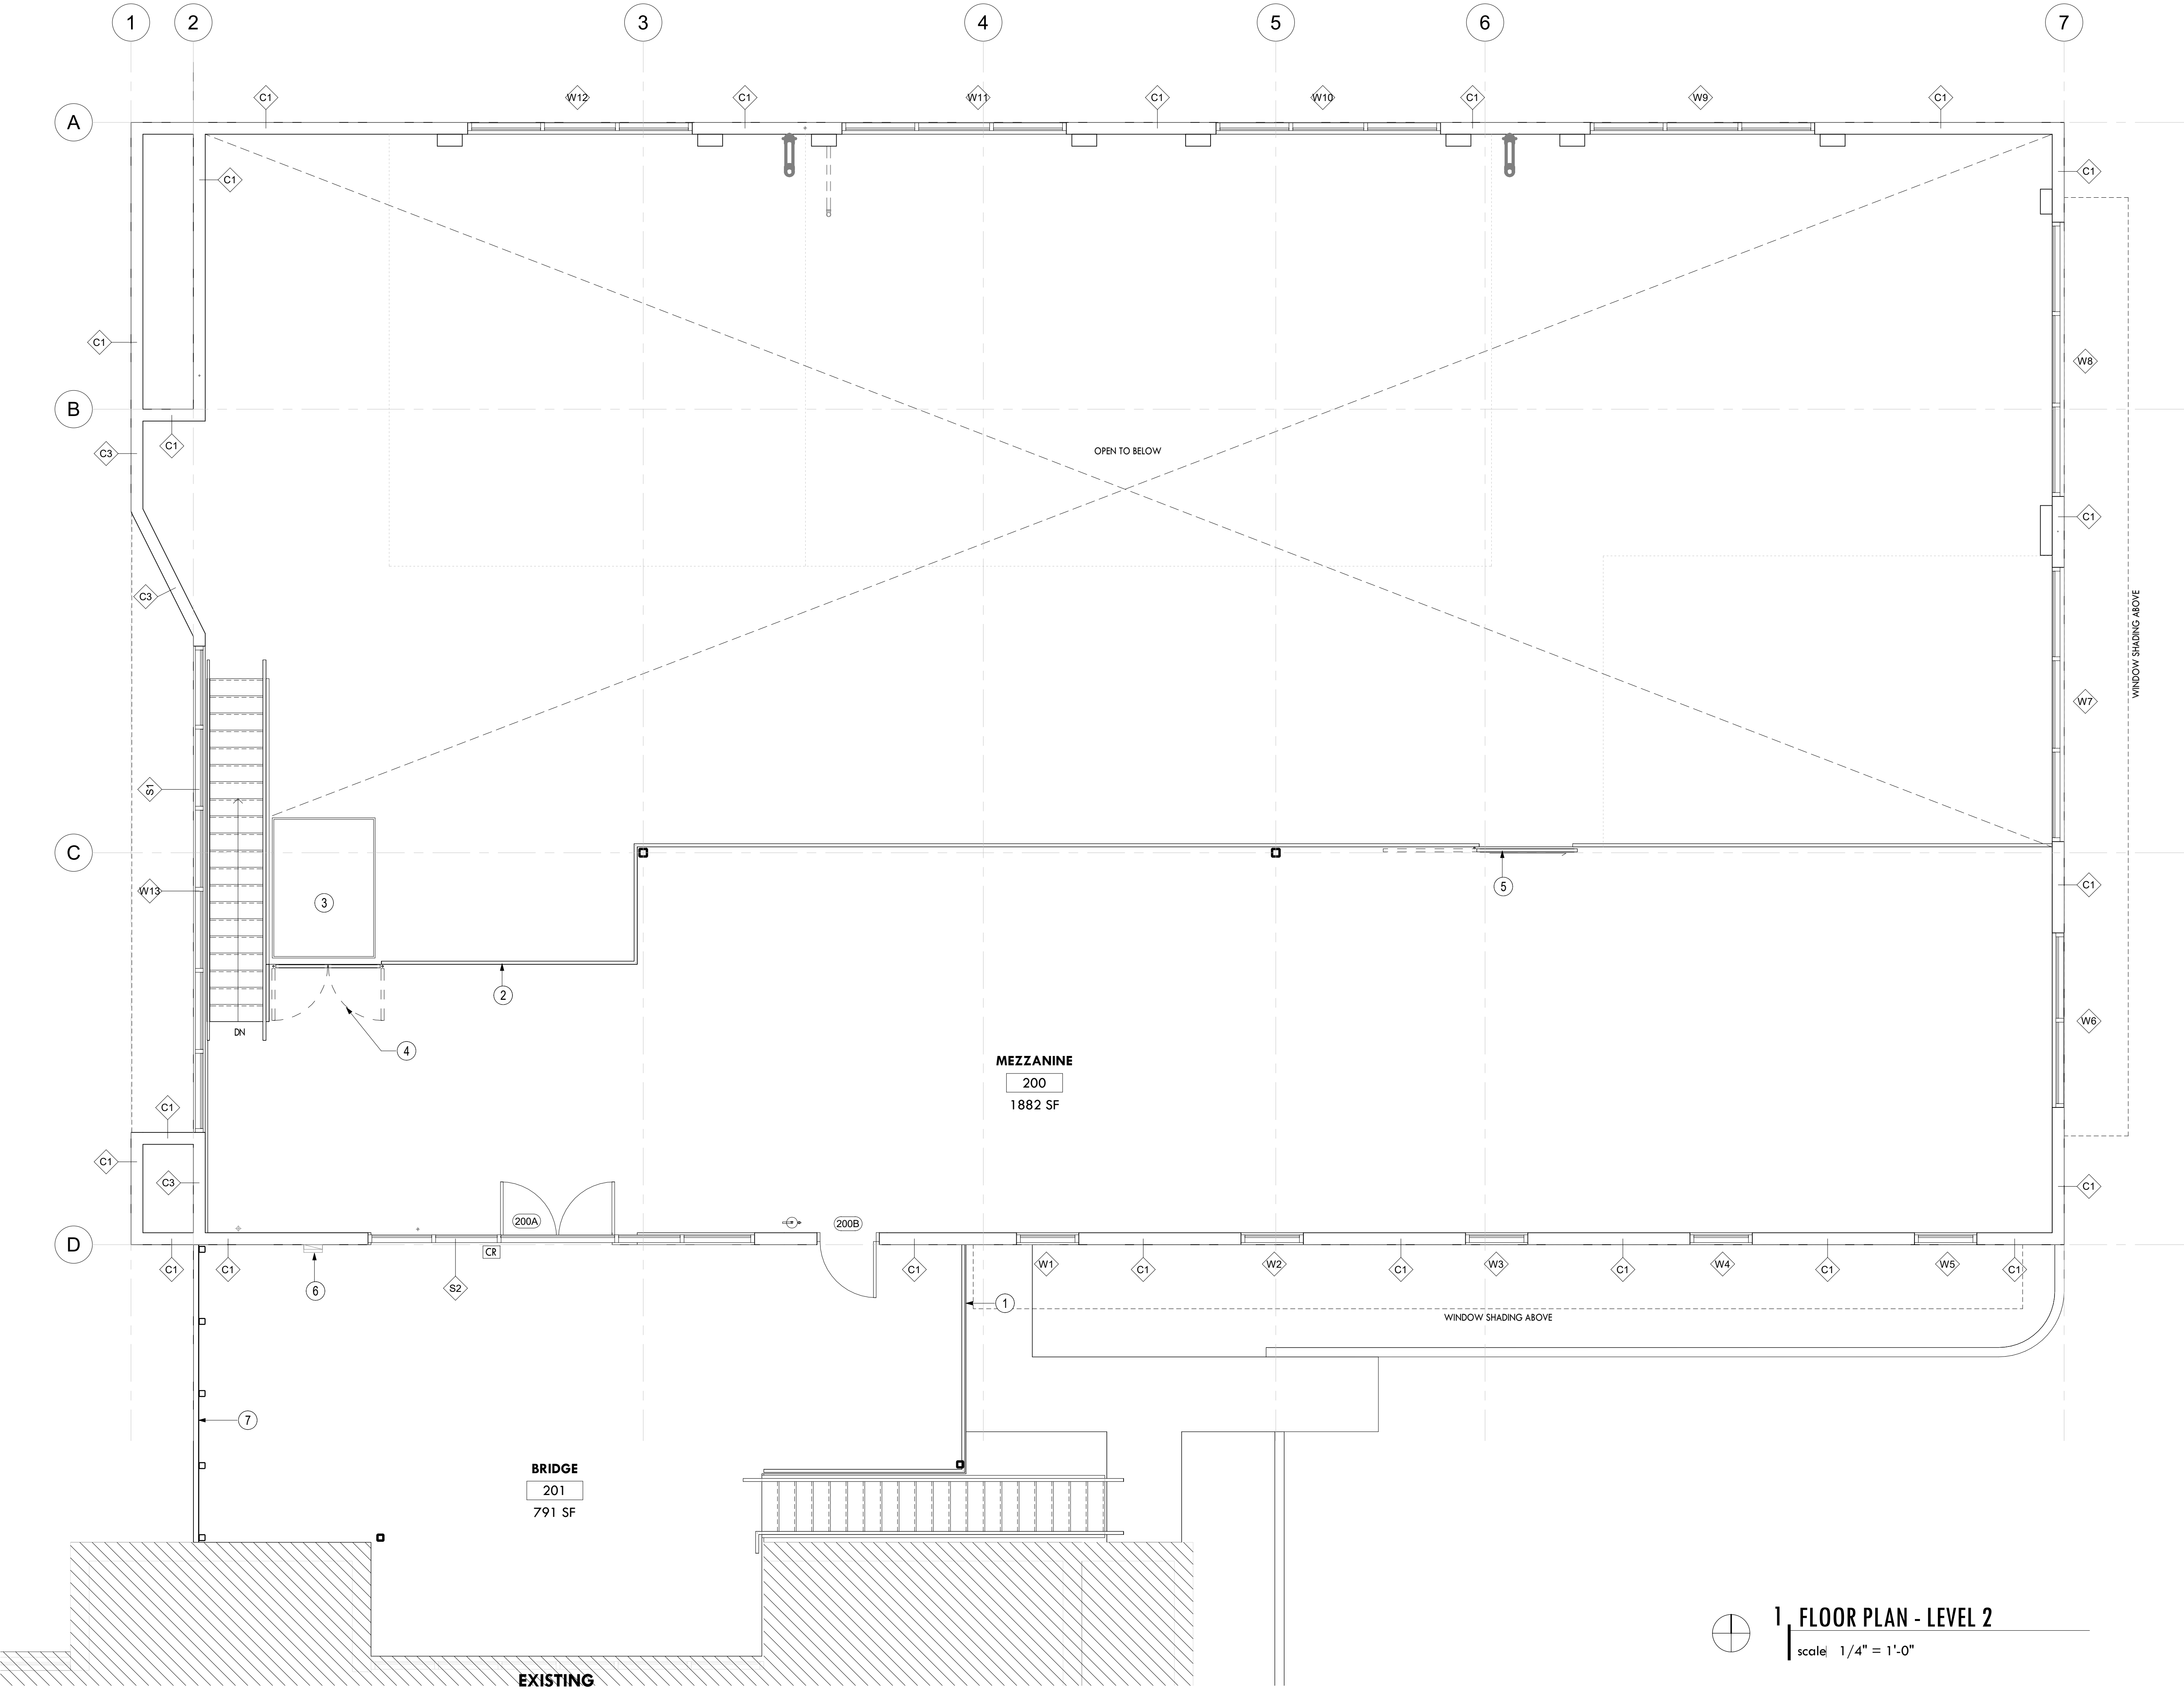 1 2 3 4 5 6 7
C1 W12 C1 W11 C1 W10 C1 W9 C1
A
C1
C1
C1
W8
B
C1
C3
OPEN TO BELOW
C1
C3
WINDOW SHADING ABOVE
W7
S1
C
W13
3
5
C1
2
DN
4
W6
MEZZANINE
200
1882 SF
C1
C1
C3
C1
200A
200B
D
CR
C1
C1
6
S2
C1
W1
C1
W2
C1
W3
C1
W4
C1
W5
C1
1
WINDOW SHADING ABOVE
7
BRIDGE
201
791 SF
EXISTING
1 FLOOR PLAN - LEVEL 2
scale 1/4" = 1'-0"